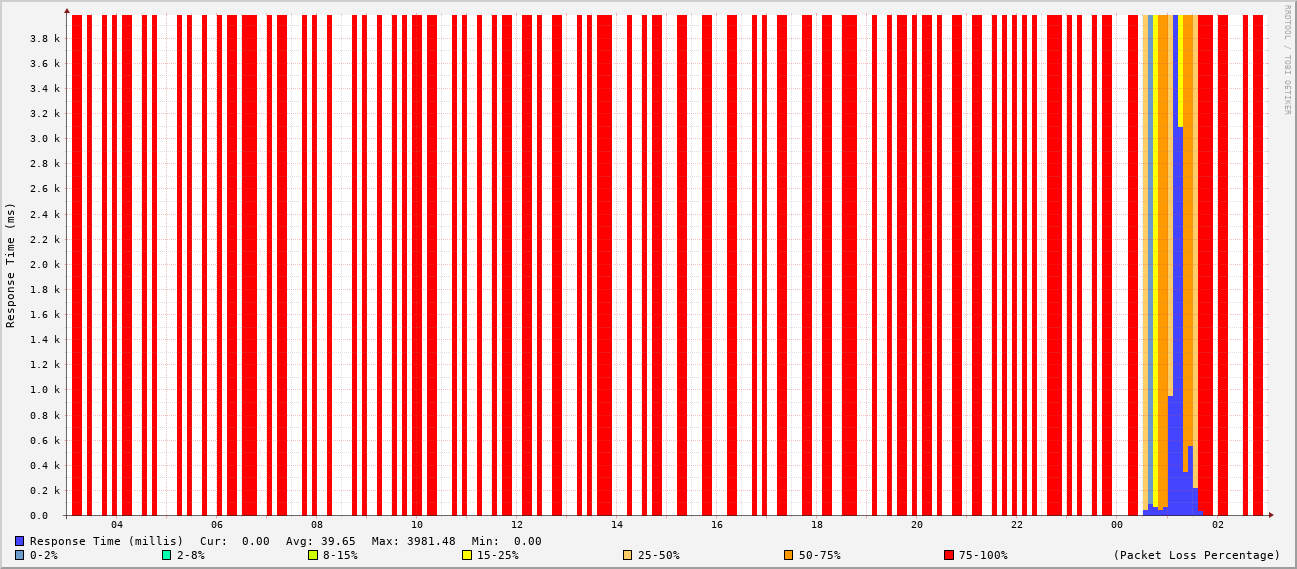 RRDTOOL / TOBI OETIKER
Response Time (ms)
3.8 k
3.6 k
3.4 k
3.2 k
3.0 k
2.8 k
2.6 k
2.4 k
2.2 k
2.0 k
1.8 k
1.6 k
1.4 k
1.2 k
1.0 k
0.8 k
0.6 k
0.4 k
0.2 k
0.0
04 06 08 10 12 14 16 18 20 22 00 02
Response Time (millis) Cur: 0.00 Avg: 39.65 Max: 3981.48 Min: 0.00
0-2% 2-8% 8-15% 15-25% 25-50% 50-75% 75-100% (Packet Loss Percentage)